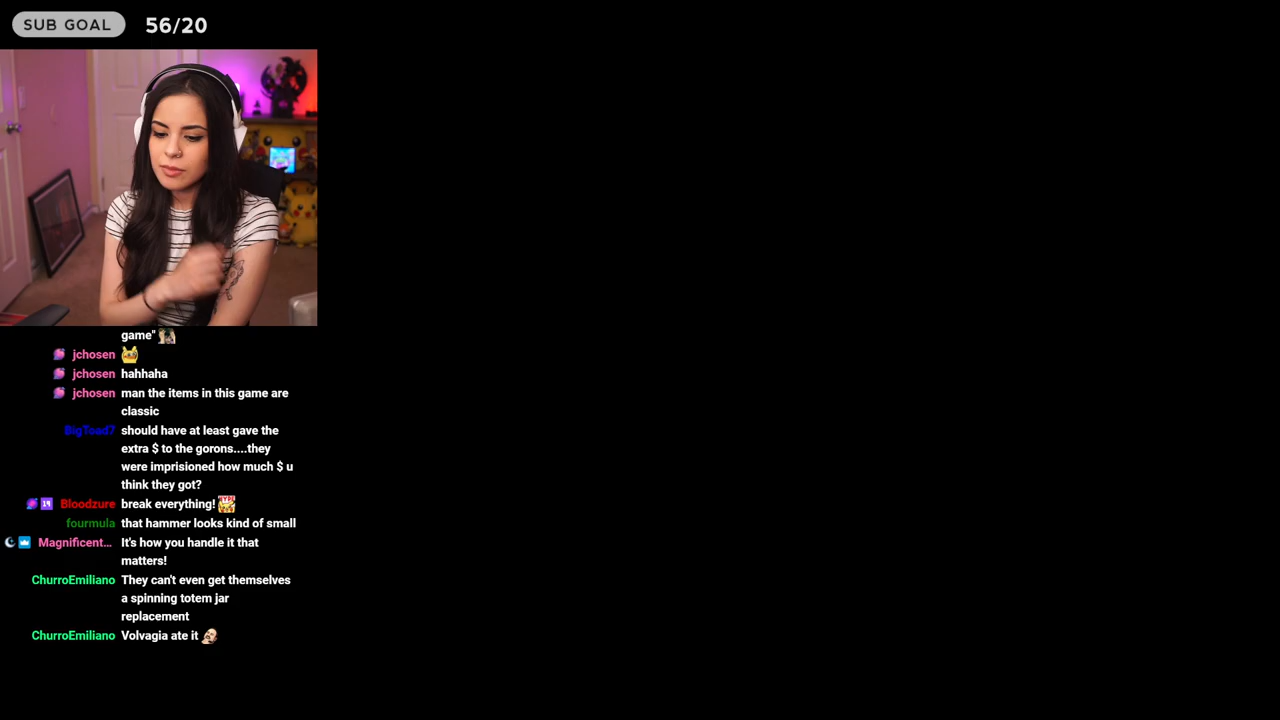 SUB GOAL 56/20
game"
jchosen
jchosen hahhaha
jchosen man the items in this game are
classic
BigToad7 should have at least gave the
extra $ to the gorons....they
were imprisioned how much $ u
think they got?
Bloodzure break everything!
fourmula that hammer looks kind of small
Magnificent... It's how you handle it that
matters!
ChurroEmiliano They can't even get themselves
a spinning totem jar
replacement
ChurroEmiliano Volvagia ate it